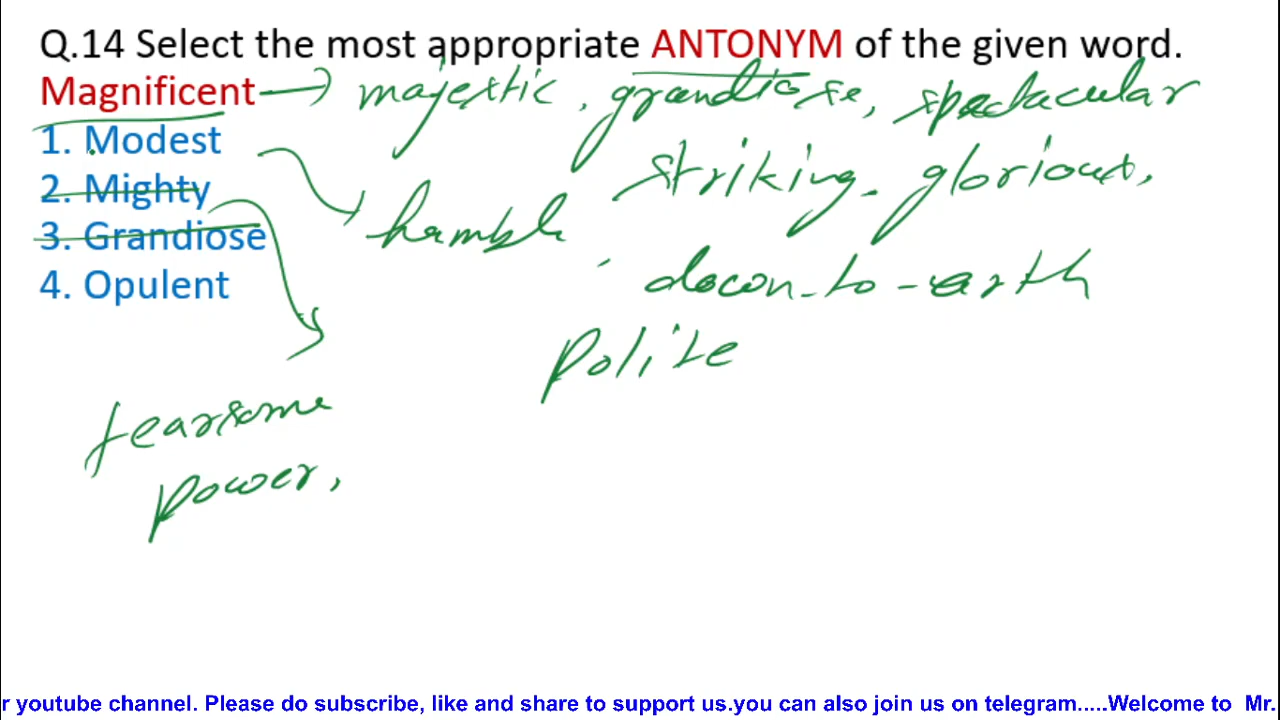 Q.14 Select the most appropriate ANTONYM of the given word.
Magnificent → majestic, grandiose, spectacular
1. Modest
striking. glorious,
2. Mighty
humble
3. Grandiose
4. Opulent
down-to-earth
polite
fearsome
power,
r youtube channel. Please do subscribe, like and share to support us.you can also join us on telegram.....Welcome to Mr.